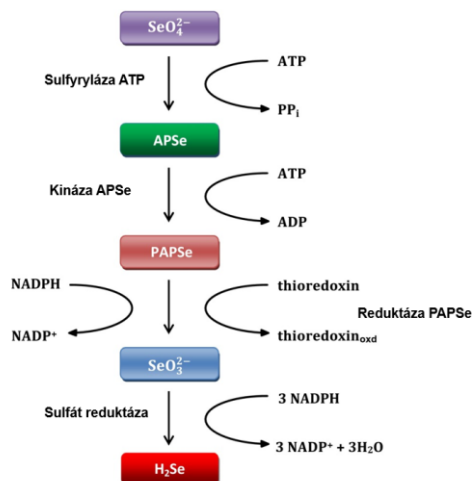 SeO₄²⁻
Sulfyryláza ATP
ATP
PPᵢ
APSe
Kináza APSe
ATP
ADP
PAPSe
NADPH
thioredoxin
Reduktáza PAPSe
NADP⁺
thioredoxinₒₓd
SeO₃²⁻
Sulfát reduktáza
3 NADPH
3 NADP⁺ + 3H₂O
H₂Se